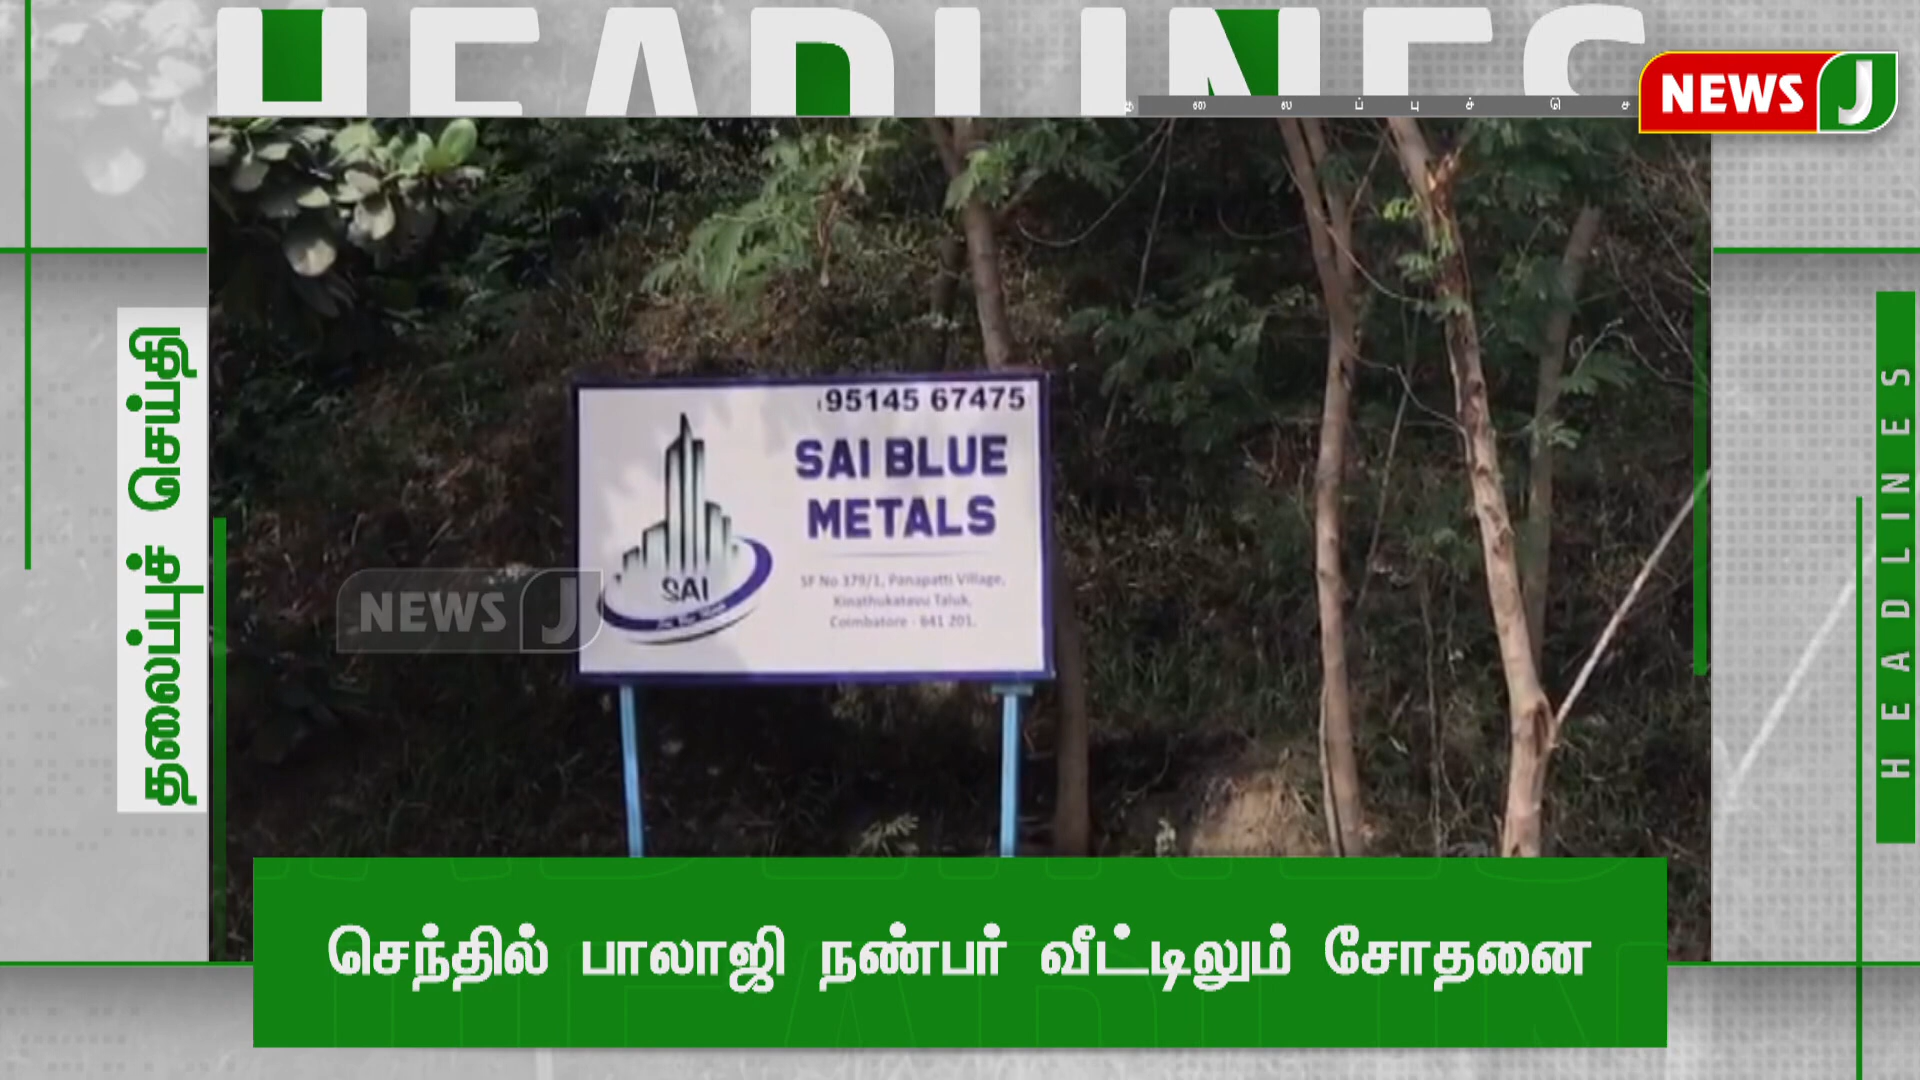 HEADLINES
த லை ப் பு ச் செ
NEWS J
தலைப்புச் செய்தி
HEADLINES
95145 67475
SAI BLUE
METALS
SF No 379/1, Panapatti Village,
Kinathukatavu Taluk,
Coimbatore - 641 201.
SAI
NEWS J
செந்தில் பாலாஜி நண்பர் வீட்டிலும் சோதனை